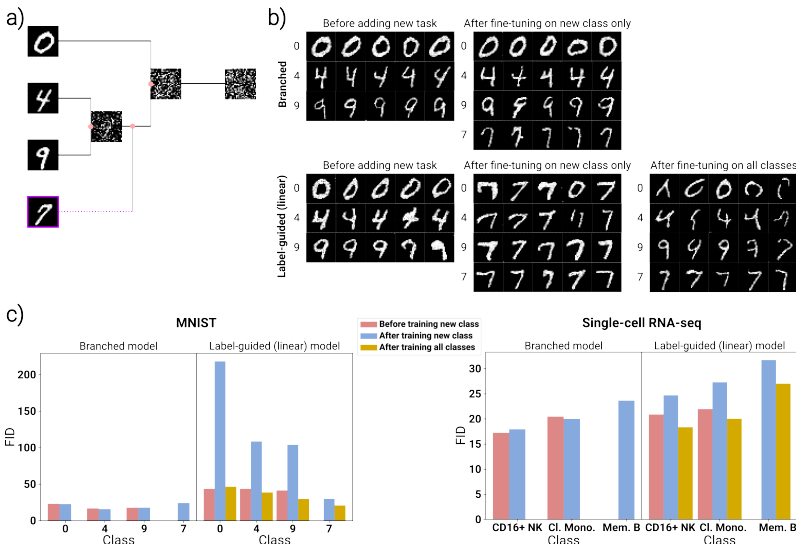 a)
b)
Before adding new task
After fine-tuning on new class only
Branched
0
4
9
0
4
9
7
Before adding new task
After fine-tuning on new class only
After fine-tuning on all classes
Label-guided (linear)
0
4
9
0
4
9
7
0
4
9
7
c)
MNIST
Before training new class
After training new class
After training all classes
Single-cell RNA-seq
Branched model
Label-guided (linear) model
FID
200
150
100
50
0
0 4 9 7 0 4 9 7
Class Class
Branched model
Label-guided (linear) model
FID
30
25
20
15
10
5
0
CD16+ NK Cl. Mono. Mem. B CD16+ NK Cl. Mono. Mem. B
Class Class